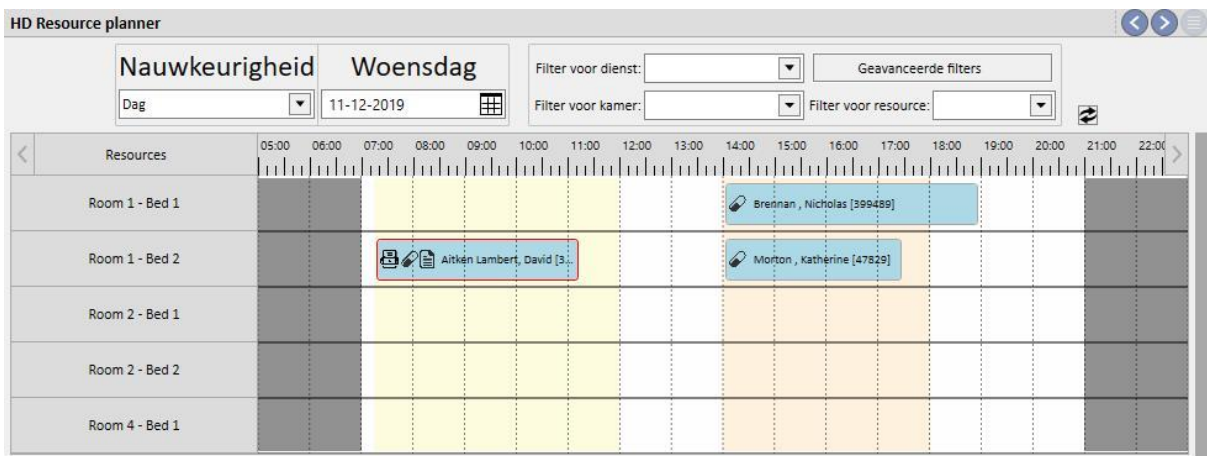 HD Resource planner
Nauwkeurigheid Woensdag
Filter voor dienst: Geavanceerde filters
Dag 11-12-2019 Filter voor kamer: Filter voor resource:
Resources 05:00 06:00 07:00 08:00 09:00 10:00 11:00 12:00 13:00 14:00 15:00 16:00 17:00 18:00 19:00 20:00 21:00 22:00
Room 1 - Bed 1 Brennan , Nicholas [399489]
Room 1 - Bed 2 Aitken Lambert, David [3... Morton , Katherine [47829]
Room 2 - Bed 1
Room 2 - Bed 2
Room 4 - Bed 1